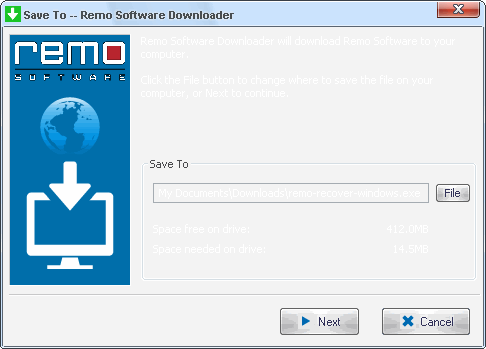 Save To -- Remo Software Downloader
remo
SOFTWARE
Remo Software Downloader will download Remo Software to your
computer.
Click the File button to change where to save the file on your
computer, or Next to continue.
Save To
My Documents\Downloads\remo-recover-windows.exe
File
Space free on drive: 412.0MB
Space needed on drive: 14.5MB
Next
Cancel